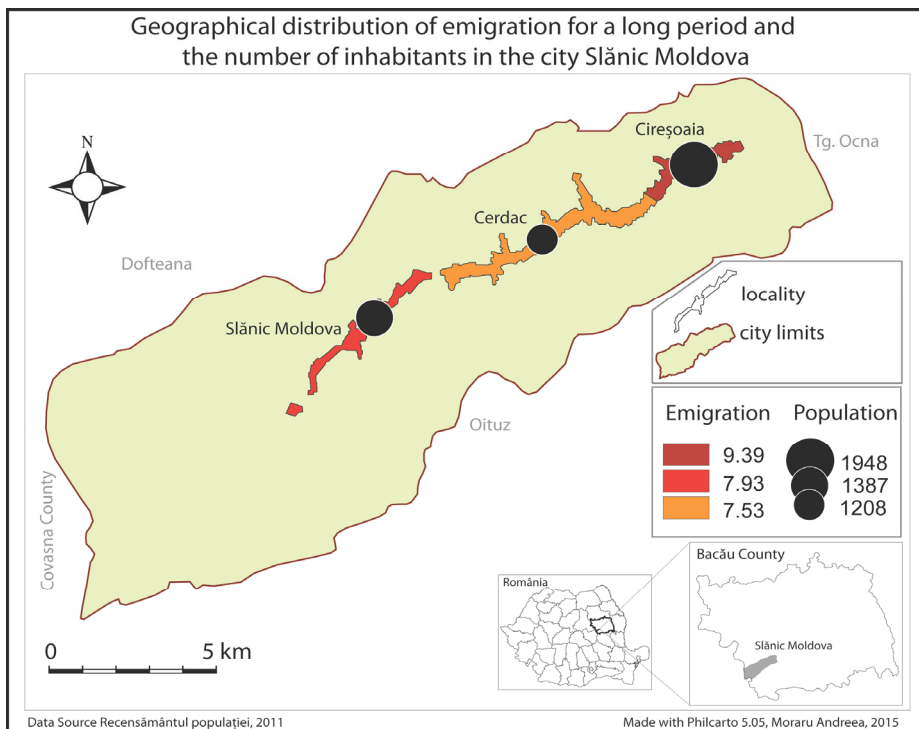 Geographical distribution of emigration for a long period and
the number of inhabitants in the city Slănic Moldova
N
Cireșoaia
Tg. Ocna
Cerdac
Dofteana
Slănic Moldova
Oituz
Covasna County
locality
city limits
Emigration
Population
9.39
7.93
7.53
1948
1387
1208
România
Bacău County
Slănic Moldova
0 5 km
Data Source Recensământul populației, 2011
Made with Philcarto 5.05, Moraru Andreea, 2015